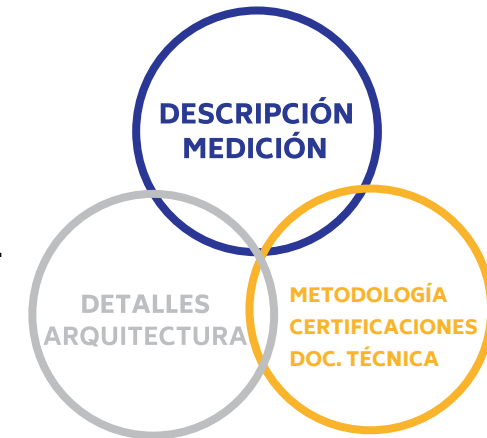 DESCRIPCIÓN
MEDICIÓN
DETALLES
ARQUITECTURA
METODOLOGÍA
CERTIFICACIONES
DOC. TÉCNICA